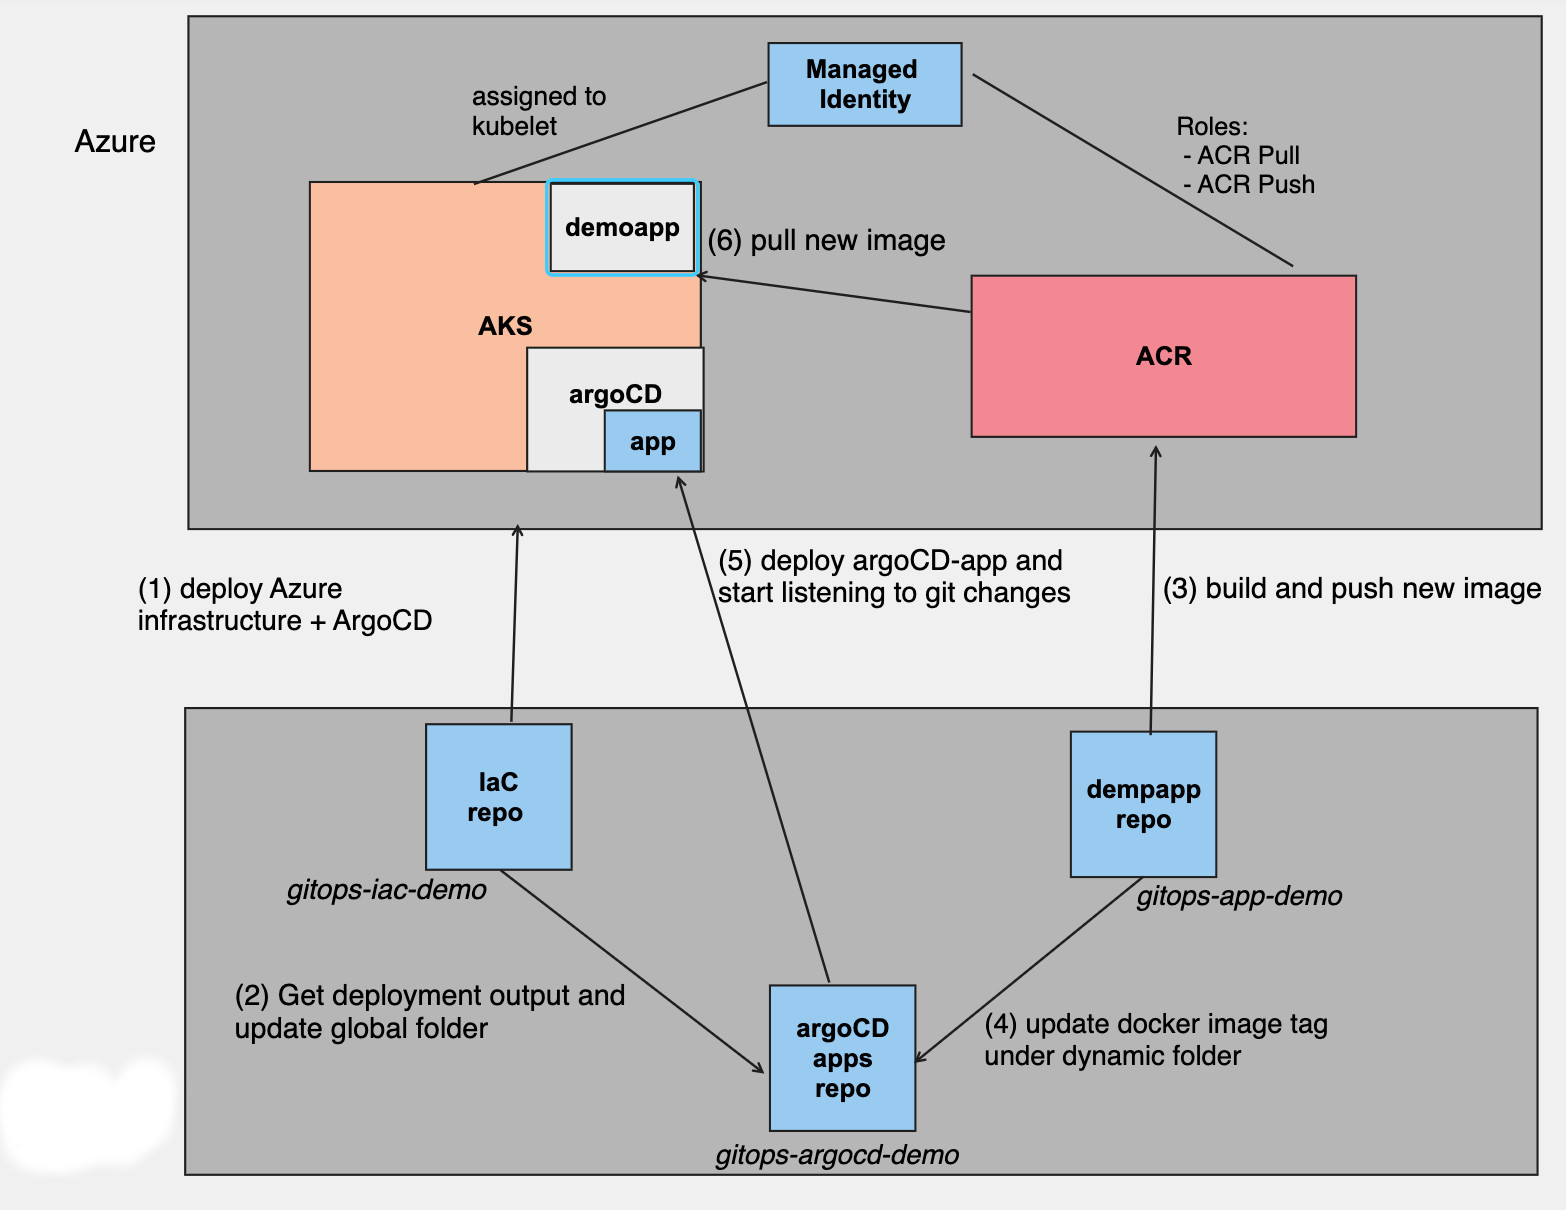 Managed
Identity
assigned to
kubelet
Roles:
- ACR Pull
- ACR Push
Azure
demoapp
(6) pull new image
AKS
ACR
argoCD
app
(1) deploy Azure
infrastructure + ArgoCD
(5) deploy argoCD-app and
start listening to git changes
(3) build and push new image
IaC
repo
dempapp
repo
gitops-iac-demo
gitops-app-demo
(2) Get deployment output and
update global folder
argoCD
apps
repo
(4) update docker image tag
under dynamic folder
gitops-argocd-demo